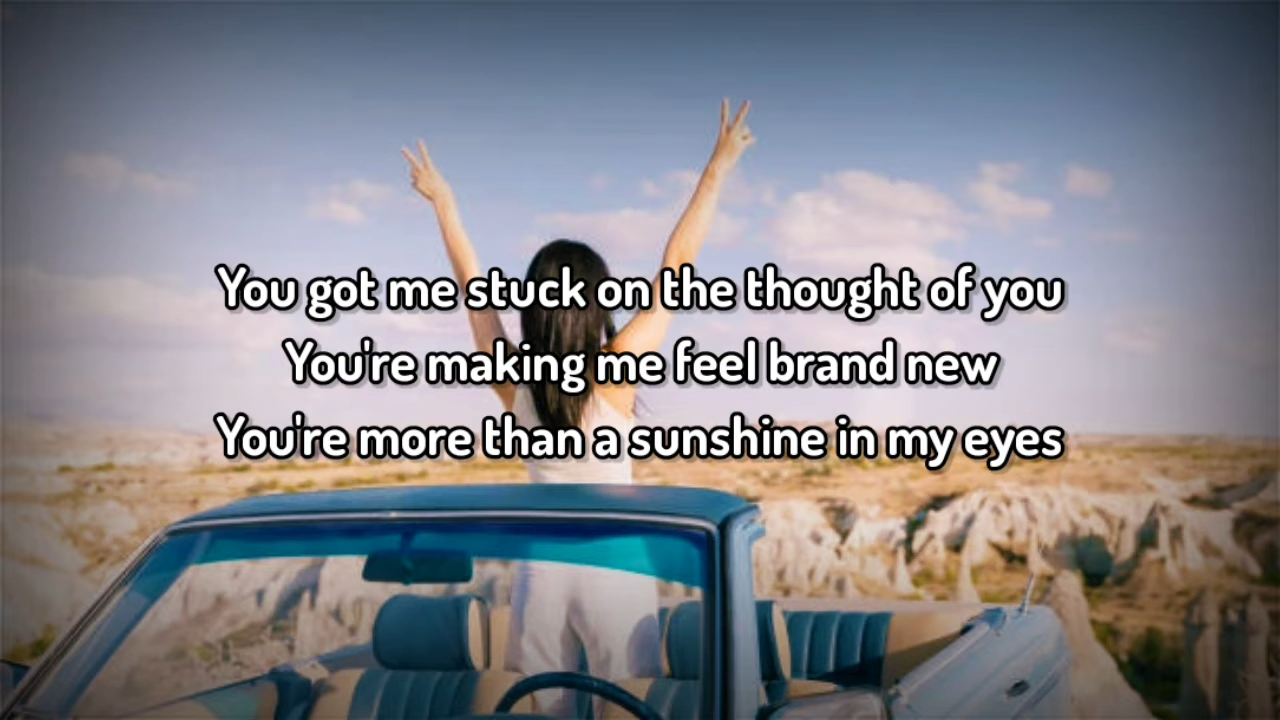 You got me stuck on the thought of you
You're making me feel brand new
You're more than a sunshine in my eyes